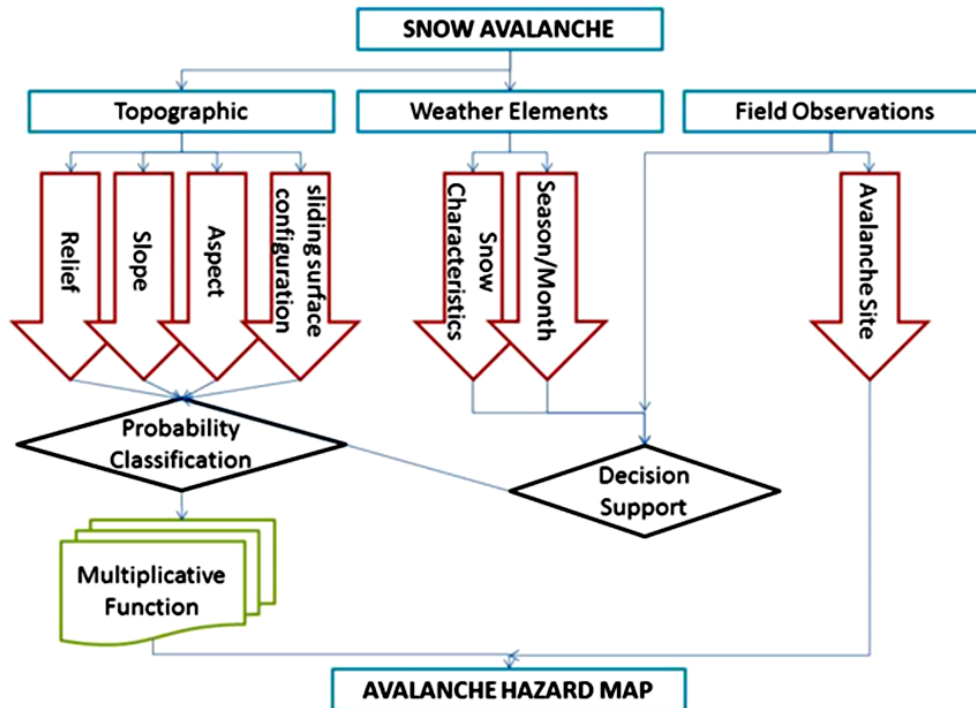 SNOW AVALANCHE
Topographic
Weather Elements
Field Observations
Relief
Slope
Aspect
sliding surface
configuration
Snow
Characteristics
Season/Month
Avalanche Site
Probability
Classification
Decision
Support
Multiplicative
Function
AVALANCHE HAZARD MAP